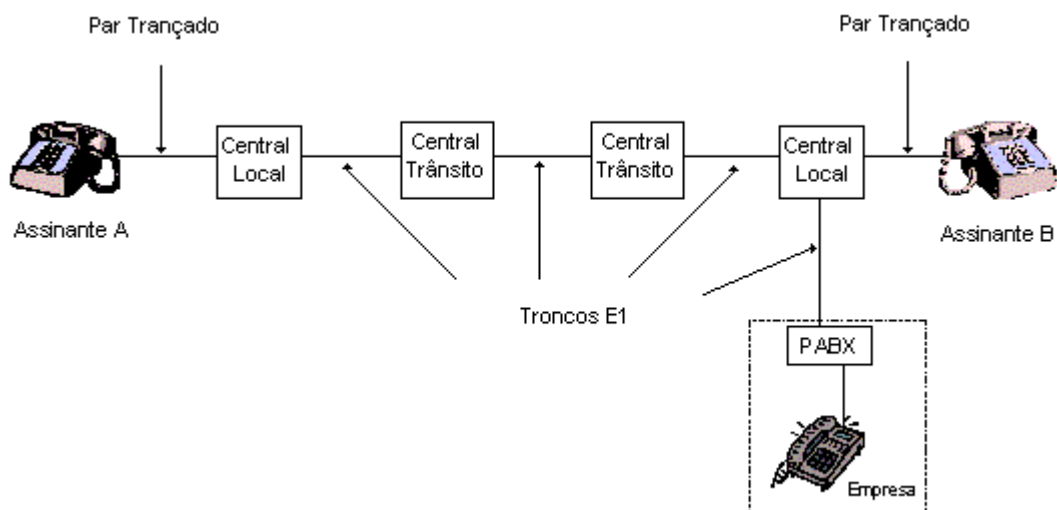 Par Trançado
Par Trançado
Central
Local
Central
Trânsito
Central
Trânsito
Central
Local
Assinante A
Assinante B
Troncos E1
PABX
Empresa